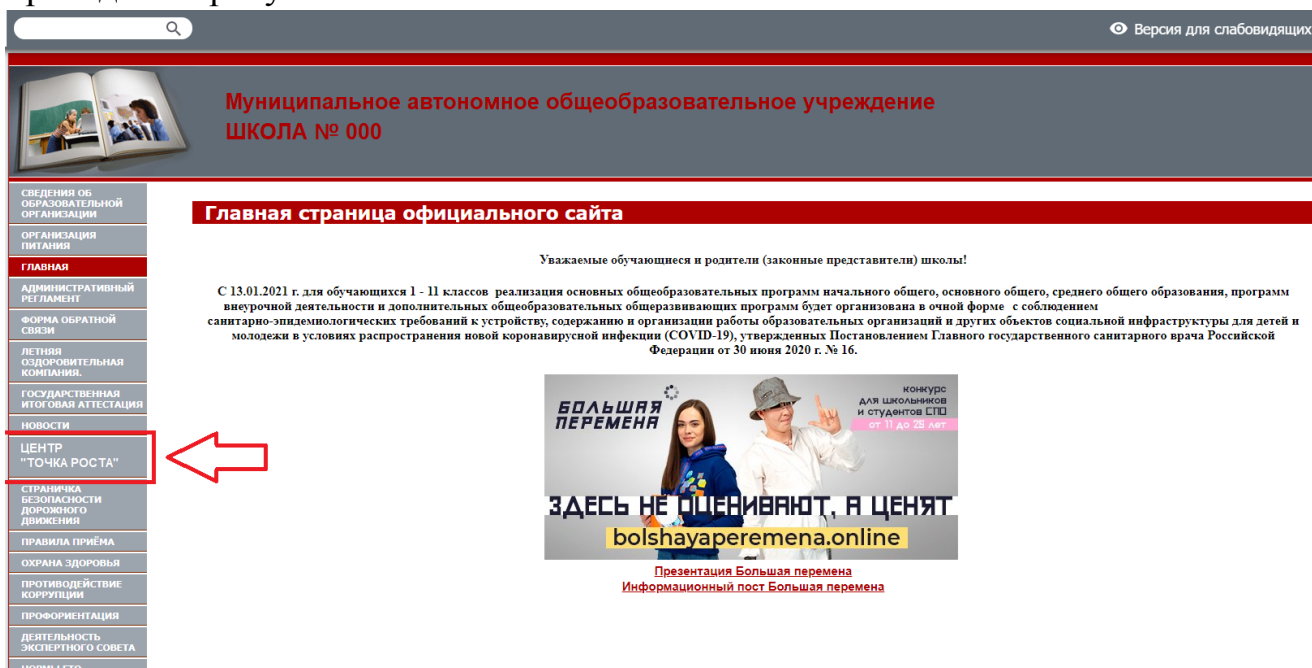 Версия для слабовидящих
Муниципальное автономное общеобразовательное учреждение
ШКОЛА № 000
СВЕДЕНИЯ ОБ
ОБРАЗОВАТЕЛЬНОЙ
ОРГАНИЗАЦИИ
ОРГАНИЗАЦИЯ
ПИТАНИЯ
ГЛАВНАЯ
АДМИНИСТРАТИВНЫЙ
РЕГЛАМЕНТ
ФОРМА ОБРАТНОЙ
СВЯЗИ
ЛЕТНЯЯ
ОЗДОРОВИТЕЛЬНАЯ
КОМПАНИЯ.
ГОСУДАРСТВЕННАЯ
ИТОГОВАЯ АТТЕСТАЦИЯ
НОВОСТИ
ЦЕНТР
"ТОЧКА РОСТА"
СТРАНИЧКА
БЕЗОПАСНОСТИ
ДОРОЖНОГО
ДВИЖЕНИЯ
ПРАВИЛА ПРИЁМА
ОХРАНА ЗДОРОВЬЯ
ПРОТИВОДЕЙСТВИЕ
КОРРУПЦИИ
ПРОФОРИЕНТАЦИЯ
ДЕЯТЕЛЬНОСТЬ
ЭКСПЕРТНОГО СОВЕТА
Главная страница официального сайта
Уважаемые обучающиеся и родители (законные представители) школы!
С 13.01.2021 г. для обучающихся 1 - 11 классов реализация основных общеобразовательных программ начального общего, основного общего, среднего общего образования, программ
внеурочной деятельности и дополнительных общеобразовательных общеразвивающих программ будет организована в очной форме с соблюдением
санитарно-эпидемиологических требований к устройству, содержанию и организации работы образовательных организаций и других объектов социальной инфраструктуры для детей и
молодежи в условиях распространения новой коронавирусной инфекции (COVID-19), утвержденных Постановлением Главного государственного санитарного врача Российской
Федерации от 30 июня 2020 г. № 16.
БОЛЬШАЯ
ПЕРЕМЕНА
конкурс
для школьников
и студентов СПО
от 11 до 25 лет
ЗДЕСЬ НЕ ОЦЕНИВАЮТ, А ЦЕНЯТ
bolshayaperemena.online
Презентация Большая перемена
Информационный пост Большая перемена